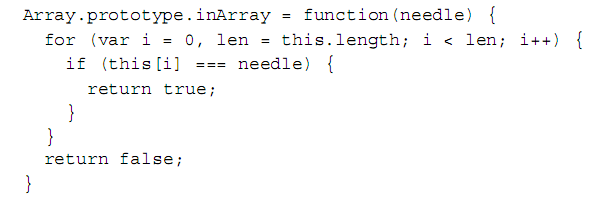 Array.prototype.inArray = function(needle) {
  for (var i = 0, len = this.length; i < len; i++) {
    if (this[i] === needle) {
      return true;
    }
  }
  return false;
}